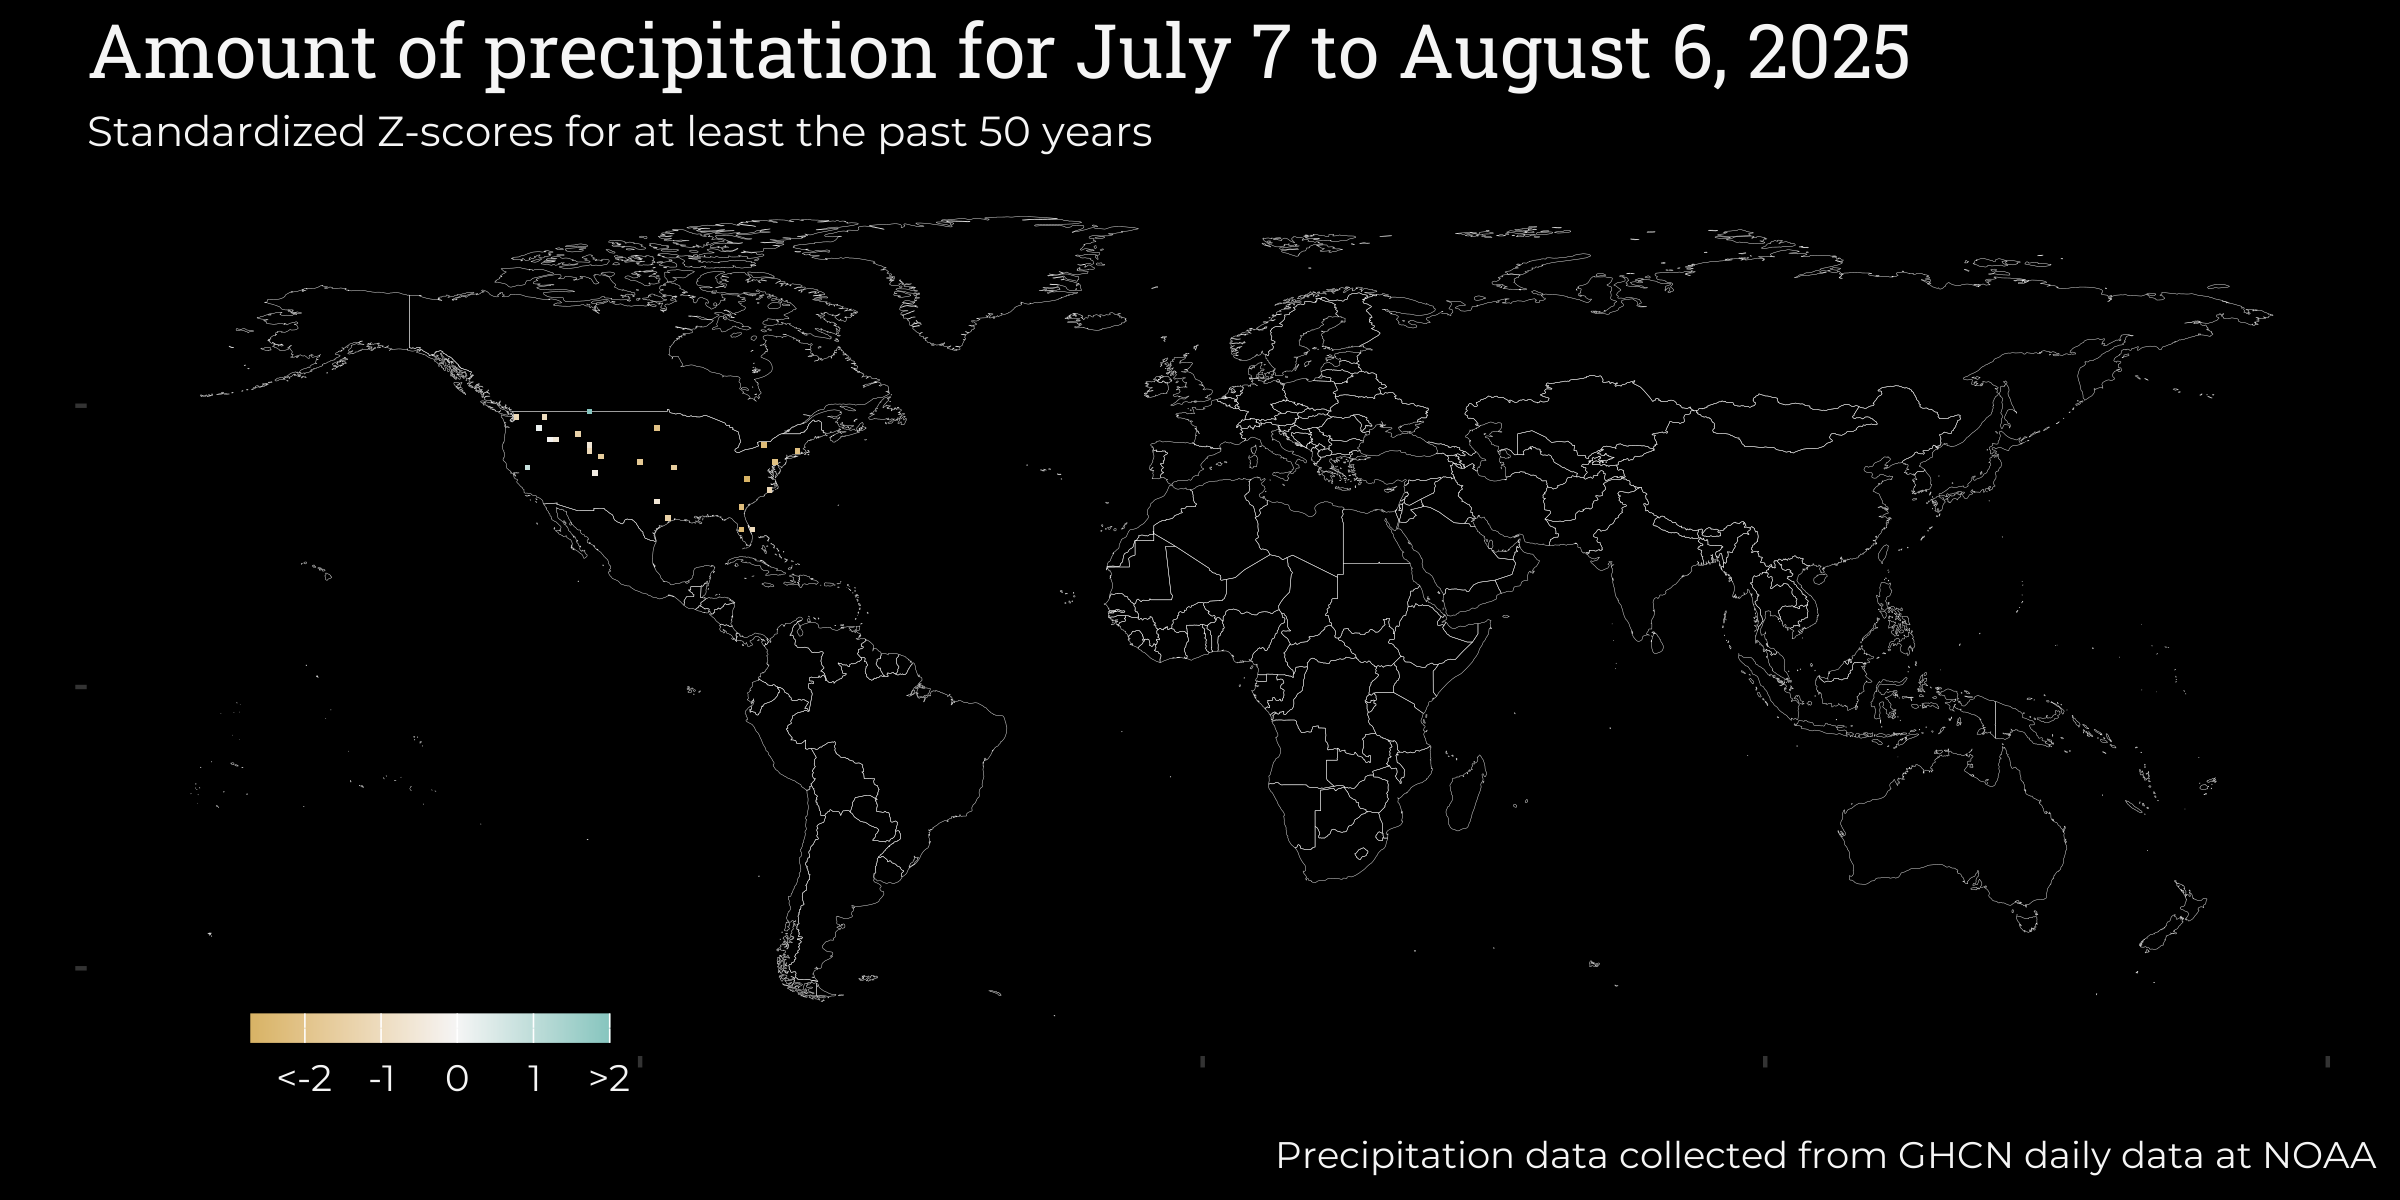 Amount of precipitation for July 7 to August 6, 2025
Standardized Z-scores for at least the past 50 years
<-2 -1 0 1 >2
Precipitation data collected from GHCN daily data at NOAA